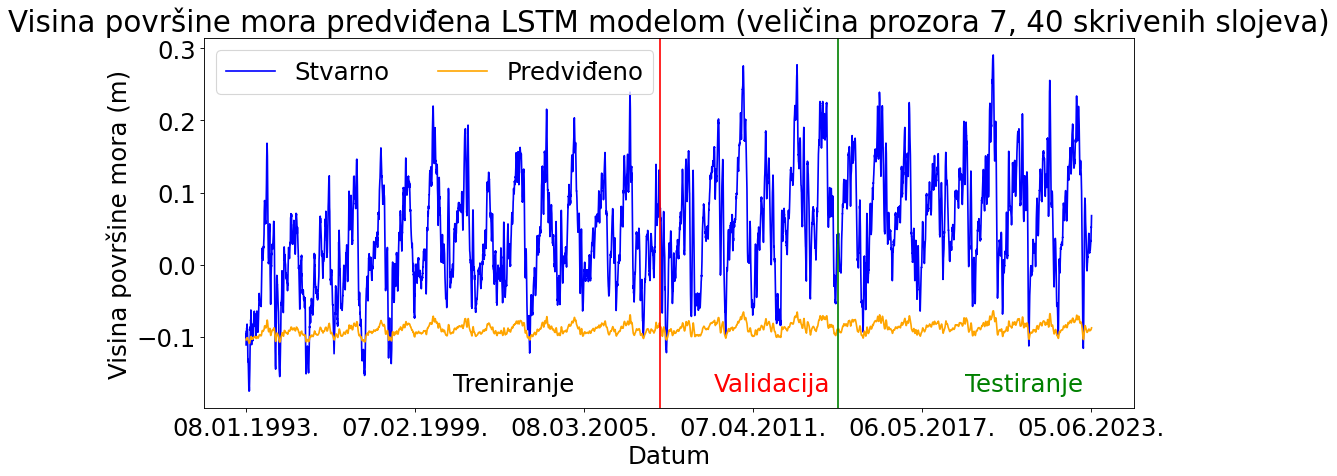 Visina površine mora predviđena LSTM modelom (veličina prozora 7, 40 skrivenih slojeva)
Stvarno
Predviđeno
Visina površine mora (m)
0.3
0.2
0.1
0.0
−0.1
Treniranje
Validacija
Testiranje
08.01.1993. 07.02.1999. 08.03.2005. 07.04.2011. 06.05.2017. 05.06.2023.
Datum